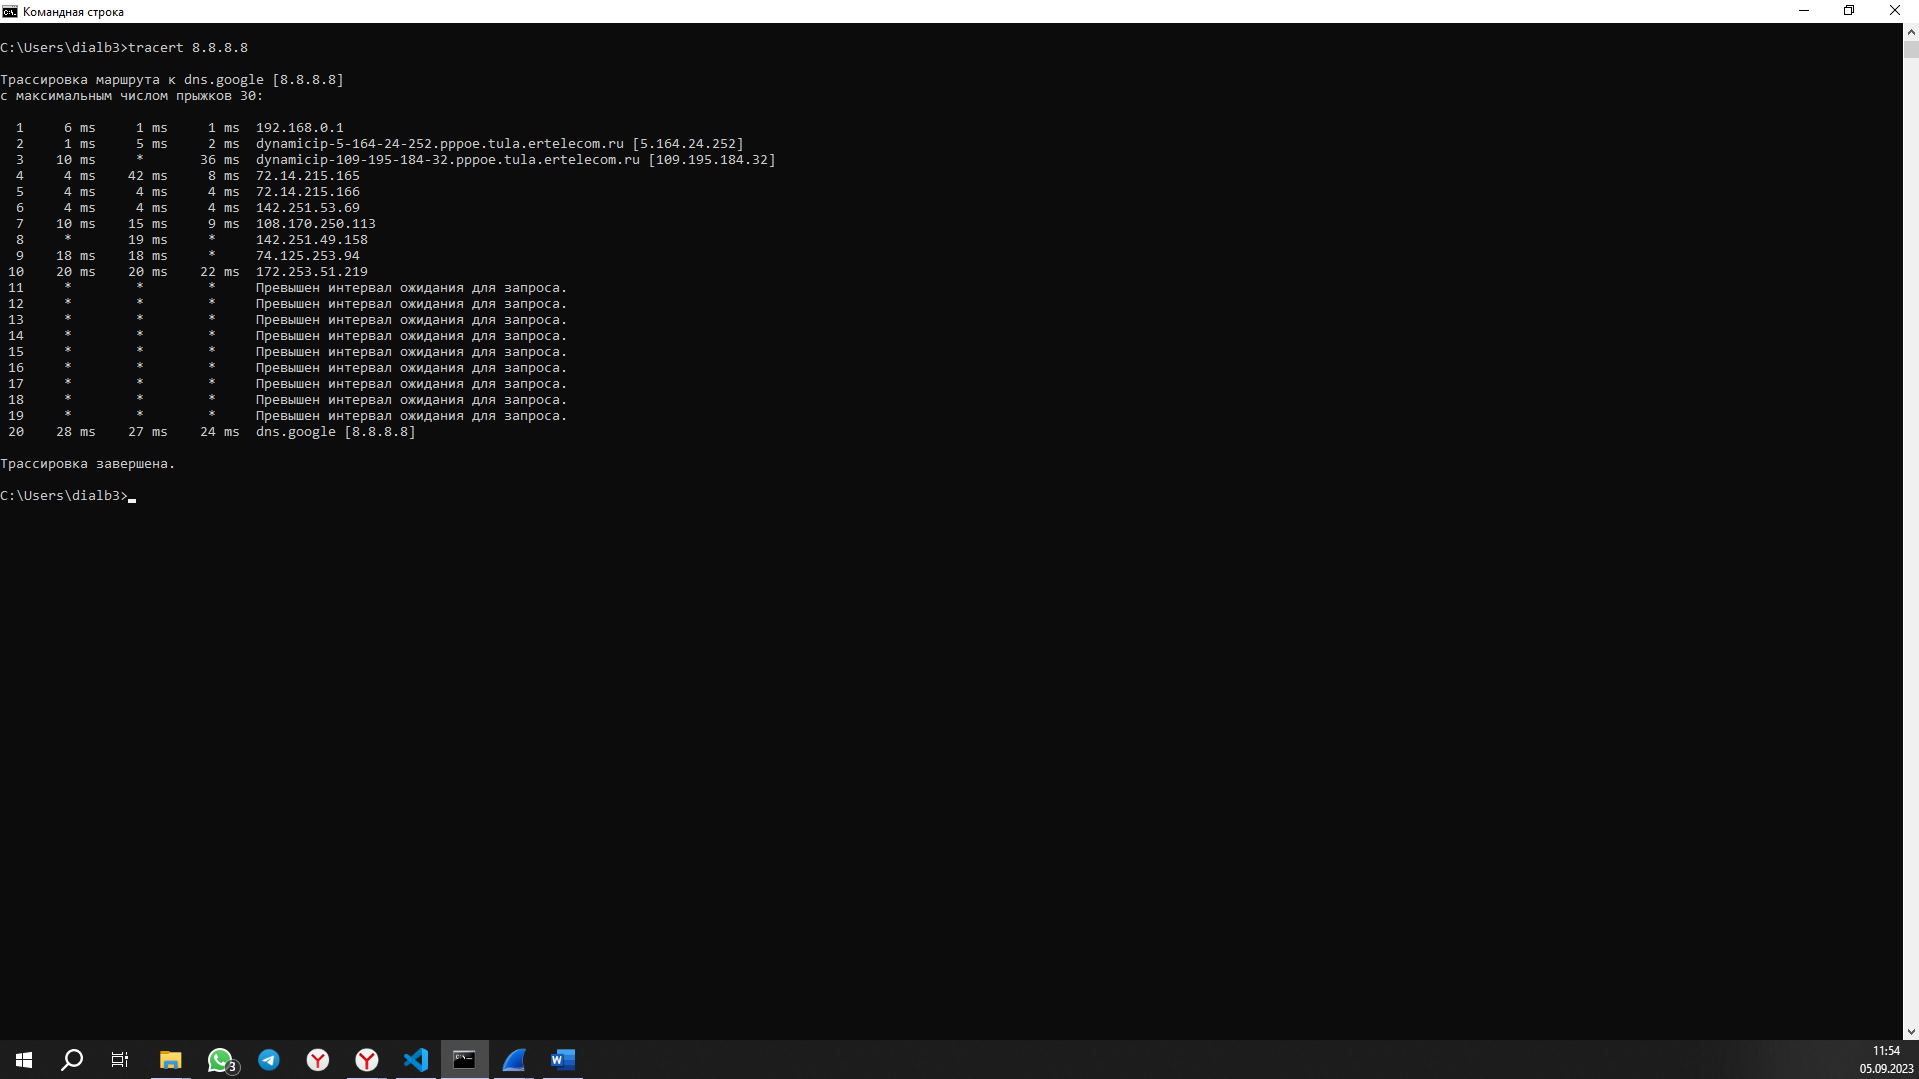 Командная строка
C:\Users\dialb3>tracert 8.8.8.8
Трассировка маршрута к dns.google [8.8.8.8]
с максимальным числом прыжков 30:
1 6 ms 1 ms 1 ms 192.168.0.1
2 1 ms 5 ms 2 ms dynamicip-5-164-24-252.pppoe.tula.ertelecom.ru [5.164.24.252]
3 10 ms * 36 ms dynamicip-109-195-184-32.pppoe.tula.ertelecom.ru [109.195.184.32]
4 4 ms 42 ms 8 ms 72.14.215.165
5 4 ms 4 ms 4 ms 72.14.215.166
6 4 ms 4 ms 4 ms 142.251.53.69
7 10 ms 15 ms 9 ms 108.170.250.113
8 * 19 ms * 142.251.49.158
9 18 ms 18 ms * 74.125.253.94
10 20 ms 20 ms 22 ms 172.253.51.219
11 * * * Превышен интервал ожидания для запроса.
12 * * * Превышен интервал ожидания для запроса.
13 * * * Превышен интервал ожидания для запроса.
14 * * * Превышен интервал ожидания для запроса.
15 * * * Превышен интервал ожидания для запроса.
16 * * * Превышен интервал ожидания для запроса.
17 * * * Превышен интервал ожидания для запроса.
18 * * * Превышен интервал ожидания для запроса.
19 * * * Превышен интервал ожидания для запроса.
20 28 ms 27 ms 24 ms dns.google [8.8.8.8]
Трассировка завершена.
C:\Users\dialb3>
3
11:54
05.09.2023